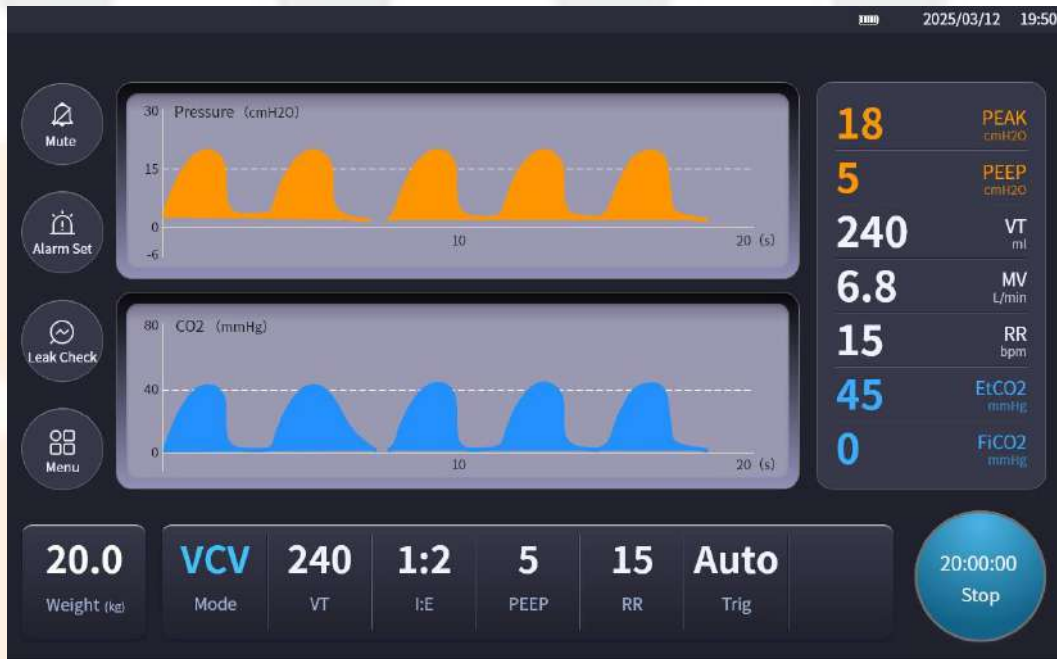 2025/03/12 19:50
Mute
Alarm Set
Leak Check
Menu
Pressure (cmH2O)
30
15
0
-6
10
20 (s)
CO2 (mmHg)
80
40
0
10
20 (s)
18 PEAK
cmH2O
5 PEEP
cmH2O
240 VT
ml
6.8 MV
L/min
15 RR
bpm
45 EtCO2
mmHg
0 FiCO2
mmHg
20.0
Weight (kg)
VCV 240 1:2 5 15 Auto
Mode VT I:E PEEP RR Trig
20:00:00
Stop